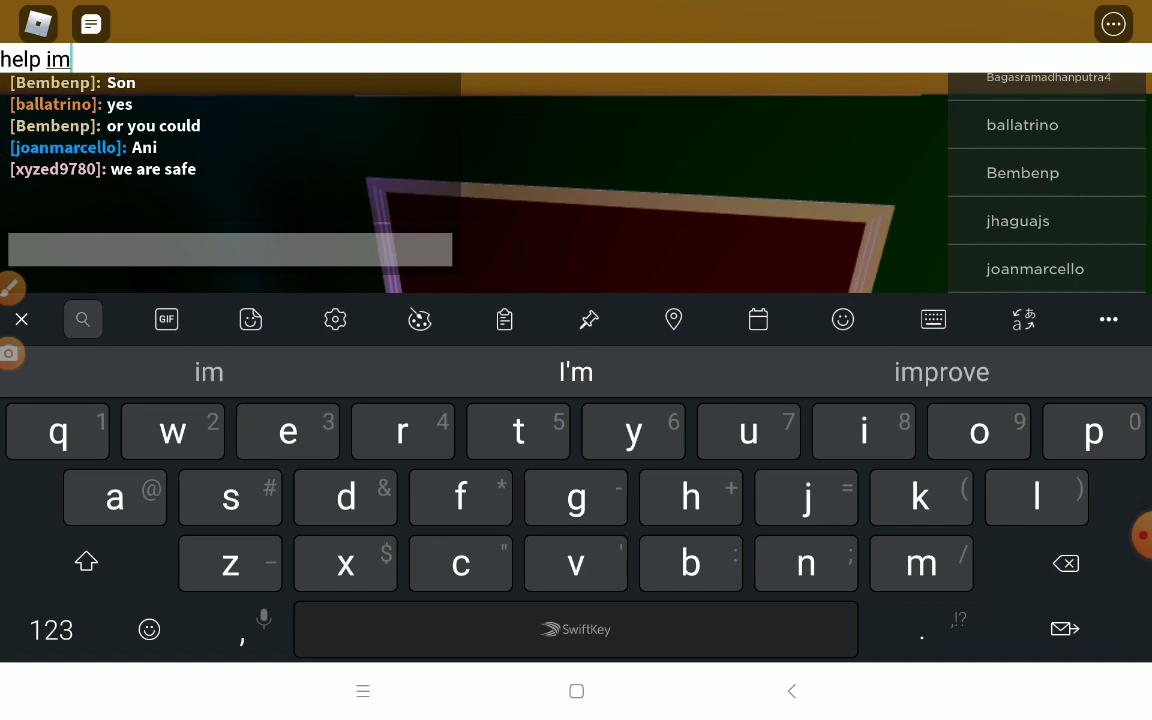 help im
[Bembenp]: Son
[ballatrino]: yes
[Bembenp]: or you could
[joanmarcello]: Ani
[xyzed9780]: we are safe
Bagasramadhanputra4
ballatrino
Bembenp
jhaguajs
joanmarcello
GIF
im I'm improve
q 1 w 2 e 3 r 4 t 5 y 6 u 7 i 8 o 9 p 0
a @ s # d & f * g - h + j = k ( l )
z _ x $ c " v ' b : n ; m /
123 , SwiftKey . ,!?